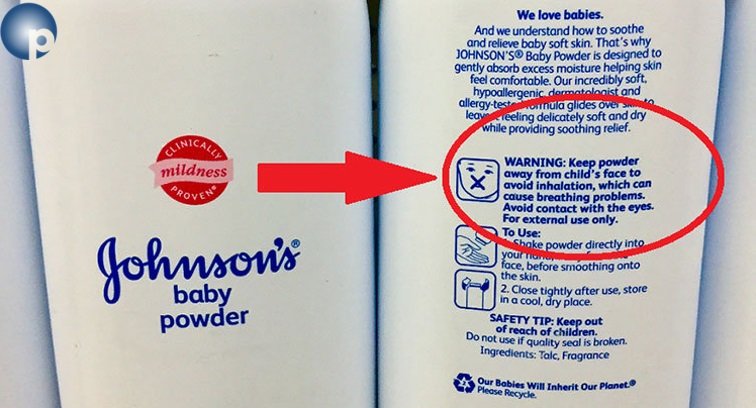 p
CLINICALLY
mildness
PROVEN®
Johnson's®
baby
powder
We love babies.
And we understand how to soothe
and relieve baby soft skin. That's why
JOHNSON'S® Baby Powder is designed to
gently absorb excess moisture helping skin
feel comfortable. Our incredibly soft,
hypoallergenic, dermatologist and
allergy-tested formula glides over skin to
feeling delicately soft and dry
while providing soothing relief.
WARNING: Keep powder
away from child's face to
avoid inhalation, which can
cause breathing problems.
Avoid contact with the eyes.
For external use only.
To Use:
1. Shake powder directly into
your hand,
face, before smoothing onto
the skin.
2. Close tightly after use, store
in a cool, dry place.
SAFETY TIP: Keep out
of reach of children.
Do not use if quality seal is broken.
Ingredients: Talc, Fragrance
Our Babies Will Inherit Our Planet.®
Please Recycle.